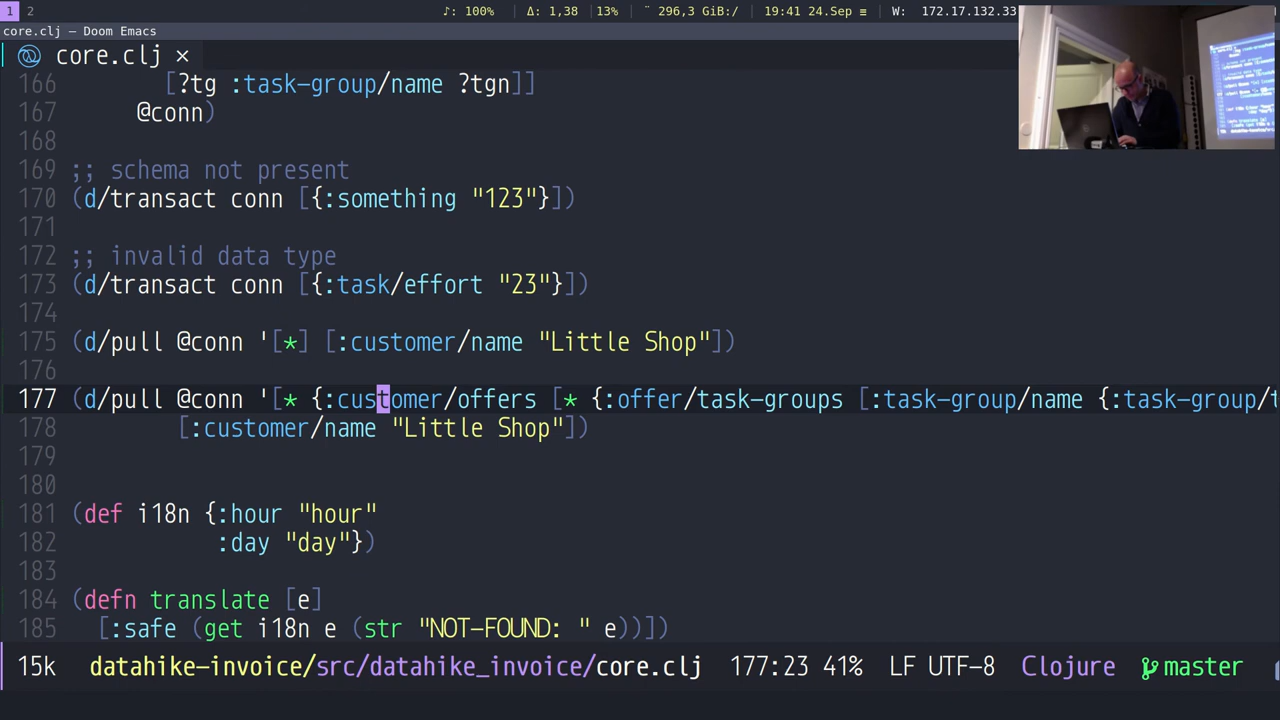 1 2 ♪: 100% | Δ: 1,38 |13% | ¨ 296,3 GiB:/ | 19:41 24.Sep ≡ | W: 172.17.132.33
core.clj — Doom Emacs
core.clj ×
166 [?tg :task-group/name ?tgn]]
167 @conn)
168
169 ;; schema not present
170 (d/transact conn [{:something "123"}])
171
172 ;; invalid data type
173 (d/transact conn [{:task/effort "23"}])
174
175 (d/pull @conn '[*] [:customer/name "Little Shop"])
176
177 (d/pull @conn '[* {:customer/offers [* {:offer/task-groups [:task-group/name {:task-group/t
178 [:customer/name "Little Shop"])
179
180
181 (def i18n {:hour "hour"
182 :day "day"})
183
184 (defn translate [e]
185 [:safe (get i18n e (str "NOT-FOUND: " e))])
15k datahike-invoice/src/datahike_invoice/core.clj 177:23 41% LF UTF-8 Clojure master